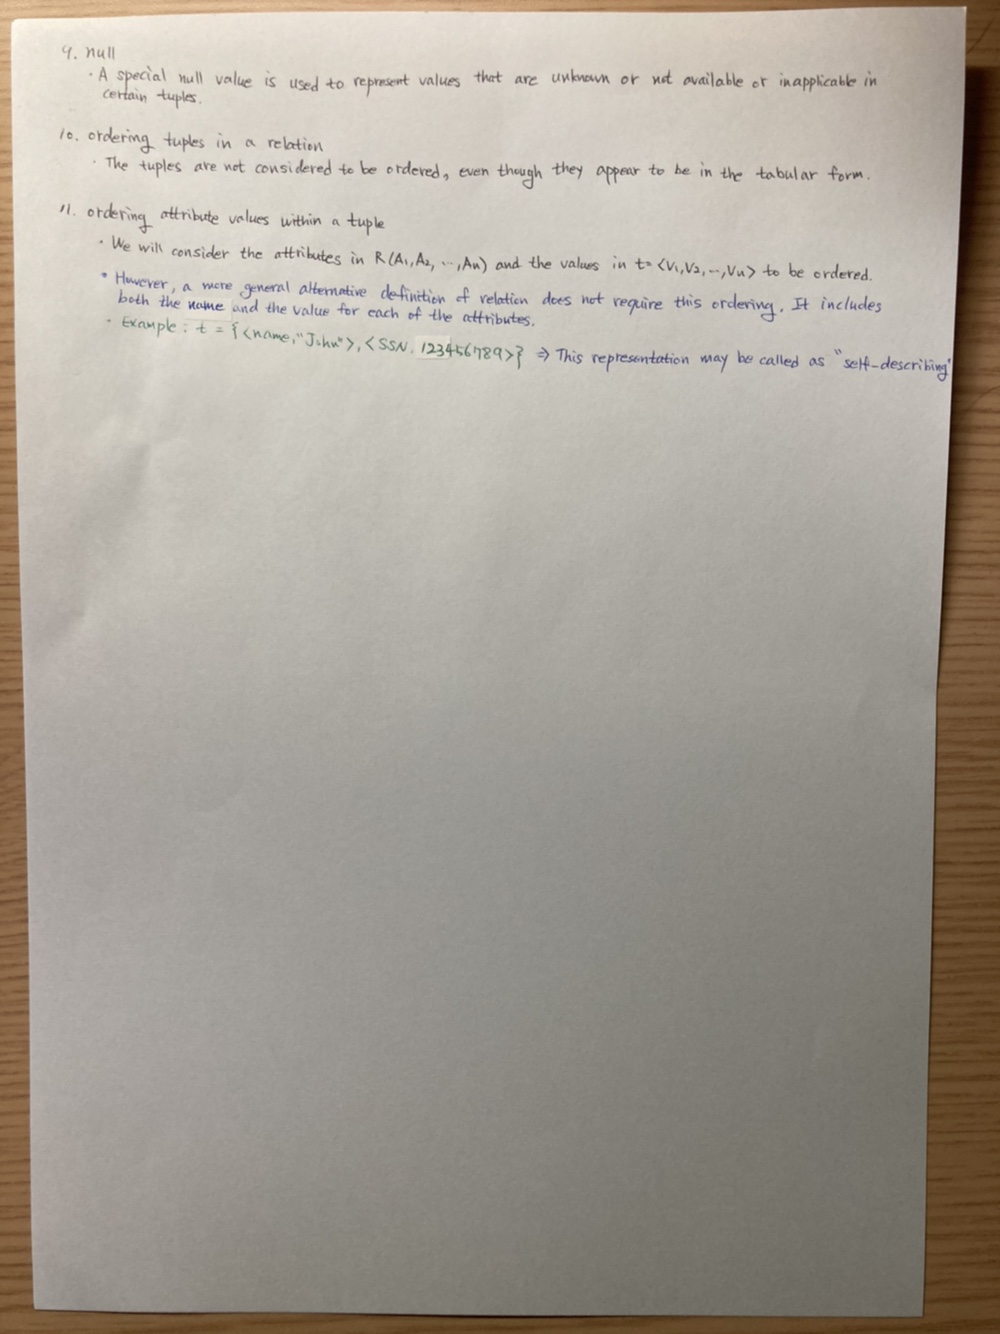 9. null
· A special null value is used to represent values that are unknown or not available or inapplicable in
certain tuples.
10. ordering tuples in a relation
· The tuples are not considered to be ordered, even though they appear to be in the tabular form.
11. ordering attribute values within a tuple
· We will consider the attributes in R(A1, A2, ..., An) and the values in t= <V1, V2, ..., Vn> to be ordered.
· However, a more general alternative definition of relation does not require this ordering. It includes
both the name and the value for each of the attributes.
· Example : t = {<name, "John">, <SSN, 123456789>} ⇒ This representation may be called as "self-describing"